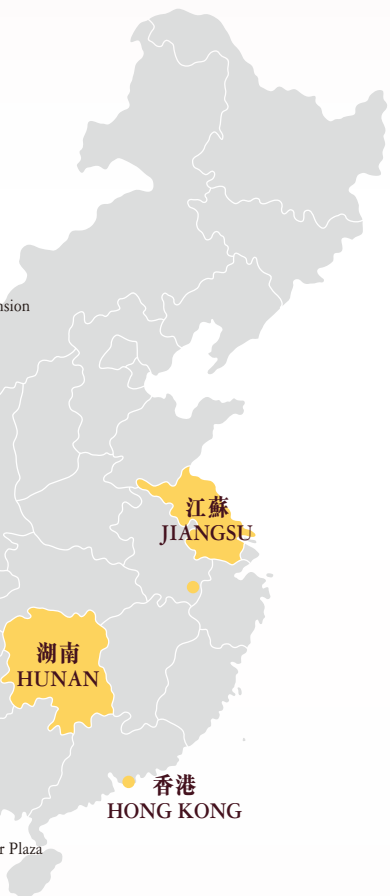 nsion
江蘇
JIANGSU
湖南
HUNAN
香港
HONG KONG
r Plaza